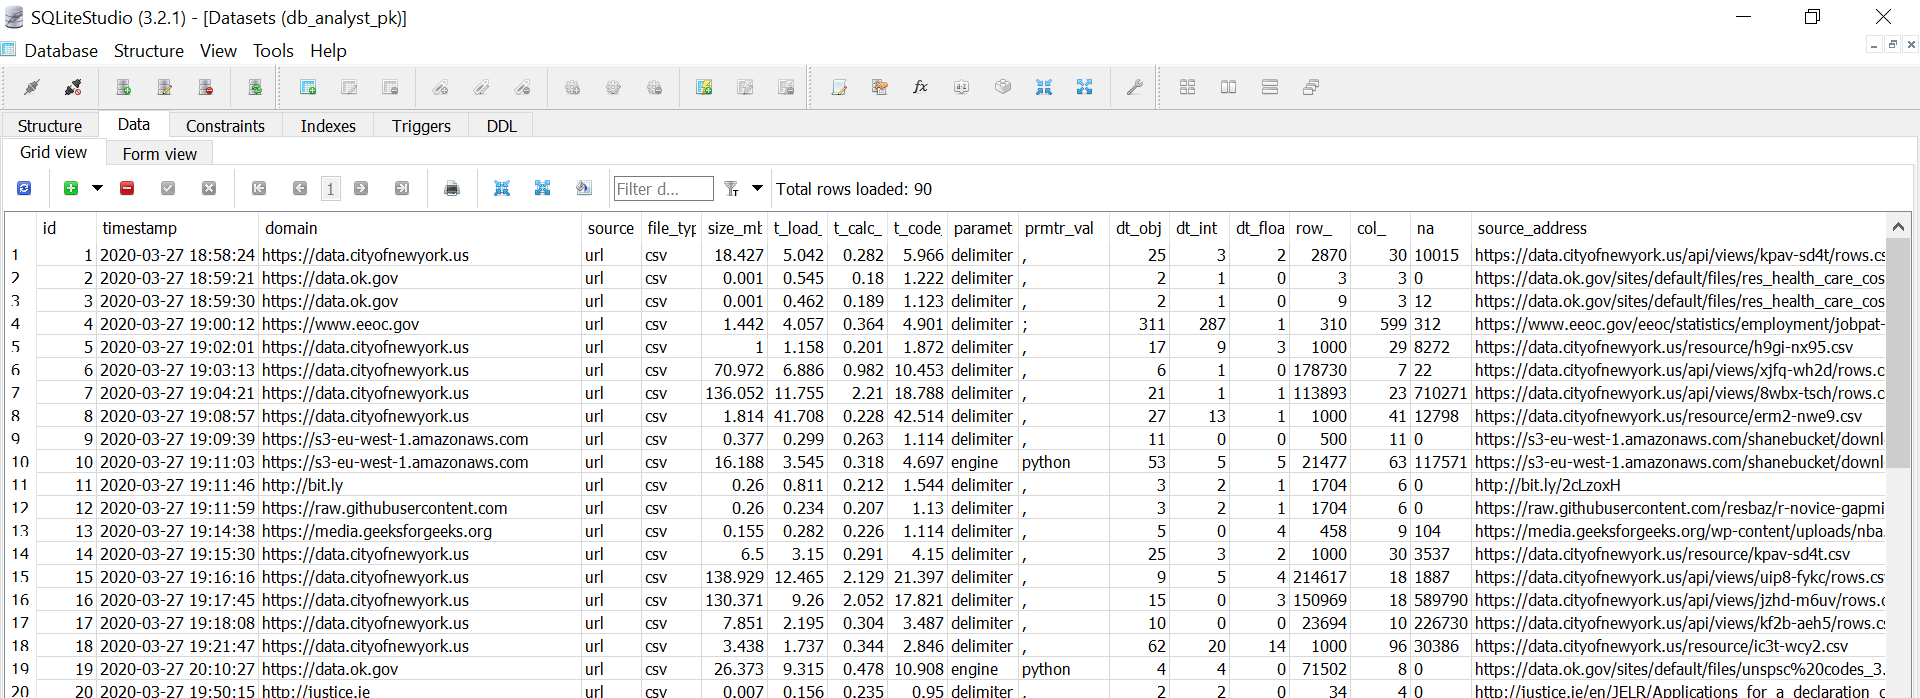 SQLiteStudio (3.2.1) - [Datasets (db_analyst_pk)]
Database Structure View Tools Help
Structure Data Constraints Indexes Triggers DDL
Grid view Form view
1 Filter d... Total rows loaded: 90
id timestamp domain source file_typ size_mb t_load_ t_calc_ t_code_ paramet prmtr_val dt_obj dt_int dt_floa row_ col_ na source_address
1 1 2020-03-27 18:58:24 https://data.cityofnewyork.us url csv 18.427 5.042 0.282 5.966 delimiter , 25 3 2 2870 30 10015 https://data.cityofnewyork.us/api/views/kpav-sd4t/rows.cs
2 2 2020-03-27 18:59:21 https://data.ok.gov url csv 0.001 0.545 0.18 1.222 delimiter , 2 1 0 3 3 0 https://data.ok.gov/sites/default/files/res_health_care_cos
3 3 2020-03-27 18:59:30 https://data.ok.gov url csv 0.001 0.462 0.189 1.123 delimiter , 2 1 0 9 3 12 https://data.ok.gov/sites/default/files/res_health_care_cos
4 4 2020-03-27 19:00:12 https://www.eeoc.gov url csv 1.442 4.057 0.364 4.901 delimiter ; 311 287 1 310 599 312 https://www.eeoc.gov/eeoc/statistics/employment/jobpat-
5 5 2020-03-27 19:02:01 https://data.cityofnewyork.us url csv 1 1.158 0.201 1.872 delimiter , 17 9 3 1000 29 8272 https://data.cityofnewyork.us/resource/h9gi-nx95.csv
6 6 2020-03-27 19:03:13 https://data.cityofnewyork.us url csv 70.972 6.886 0.982 10.453 delimiter , 6 1 0 178730 7 22 https://data.cityofnewyork.us/api/views/xjfq-wh2d/rows.c
7 7 2020-03-27 19:04:21 https://data.cityofnewyork.us url csv 136.052 11.755 2.21 18.788 delimiter , 21 1 1 113893 23 710271 https://data.cityofnewyork.us/api/views/8wbx-tsch/rows.c
8 8 2020-03-27 19:08:57 https://data.cityofnewyork.us url csv 1.814 41.708 0.228 42.514 delimiter , 27 13 1 1000 41 12798 https://data.cityofnewyork.us/resource/erm2-nwe9.csv
9 9 2020-03-27 19:09:39 https://s3-eu-west-1.amazonaws.com url csv 0.377 0.299 0.263 1.114 delimiter , 11 0 0 500 11 0 https://s3-eu-west-1.amazonaws.com/shanebucket/downl
10 10 2020-03-27 19:11:03 https://s3-eu-west-1.amazonaws.com url csv 16.188 3.545 0.318 4.697 engine python 53 5 5 21477 63 117571 https://s3-eu-west-1.amazonaws.com/shanebucket/downl
11 11 2020-03-27 19:11:46 http://bit.ly url csv 0.26 0.811 0.212 1.544 delimiter , 3 2 1 1704 6 0 http://bit.ly/2cLzoxH
12 12 2020-03-27 19:11:59 https://raw.githubusercontent.com url csv 0.26 0.234 0.207 1.13 delimiter , 3 2 1 1704 6 0 https://raw.githubusercontent.com/resbaz/r-novice-gapmi
13 13 2020-03-27 19:14:38 https://media.geeksforgeeks.org url csv 0.155 0.282 0.226 1.114 delimiter , 5 0 4 458 9 104 https://media.geeksforgeeks.org/wp-content/uploads/nba.
14 14 2020-03-27 19:15:30 https://data.cityofnewyork.us url csv 6.5 3.15 0.291 4.15 delimiter , 25 3 2 1000 30 3537 https://data.cityofnewyork.us/resource/kpav-sd4t.csv
15 15 2020-03-27 19:16:16 https://data.cityofnewyork.us url csv 138.929 12.465 2.129 21.397 delimiter , 9 5 4 214617 18 1887 https://data.cityofnewyork.us/api/views/uip8-fykc/rows.cs
16 16 2020-03-27 19:17:45 https://data.cityofnewyork.us url csv 130.371 9.26 2.052 17.821 delimiter , 15 0 3 150969 18 589790 https://data.cityofnewyork.us/api/views/jzhd-m6uv/rows.c
17 17 2020-03-27 19:18:08 https://data.cityofnewyork.us url csv 7.851 2.195 0.304 3.487 delimiter , 10 0 0 23694 10 226730 https://data.cityofnewyork.us/api/views/kf2b-aeh5/rows.cs
18 18 2020-03-27 19:21:47 https://data.cityofnewyork.us url csv 3.438 1.737 0.344 2.846 delimiter , 62 20 14 1000 96 30386 https://data.cityofnewyork.us/resource/ic3t-wcy2.csv
19 19 2020-03-27 20:10:27 https://data.ok.gov url csv 26.373 9.315 0.478 10.908 engine python 4 4 0 71502 8 0 https://data.ok.gov/sites/default/files/unspsc%20codes_3.
20 20 2020-03-27 19:50:15 http://justice.ie url csv 0.007 0.156 0.235 0.95 delimiter , 2 2 0 34 4 0 http://justice.ie/en/JELR/Applications_for_a_declaration_o